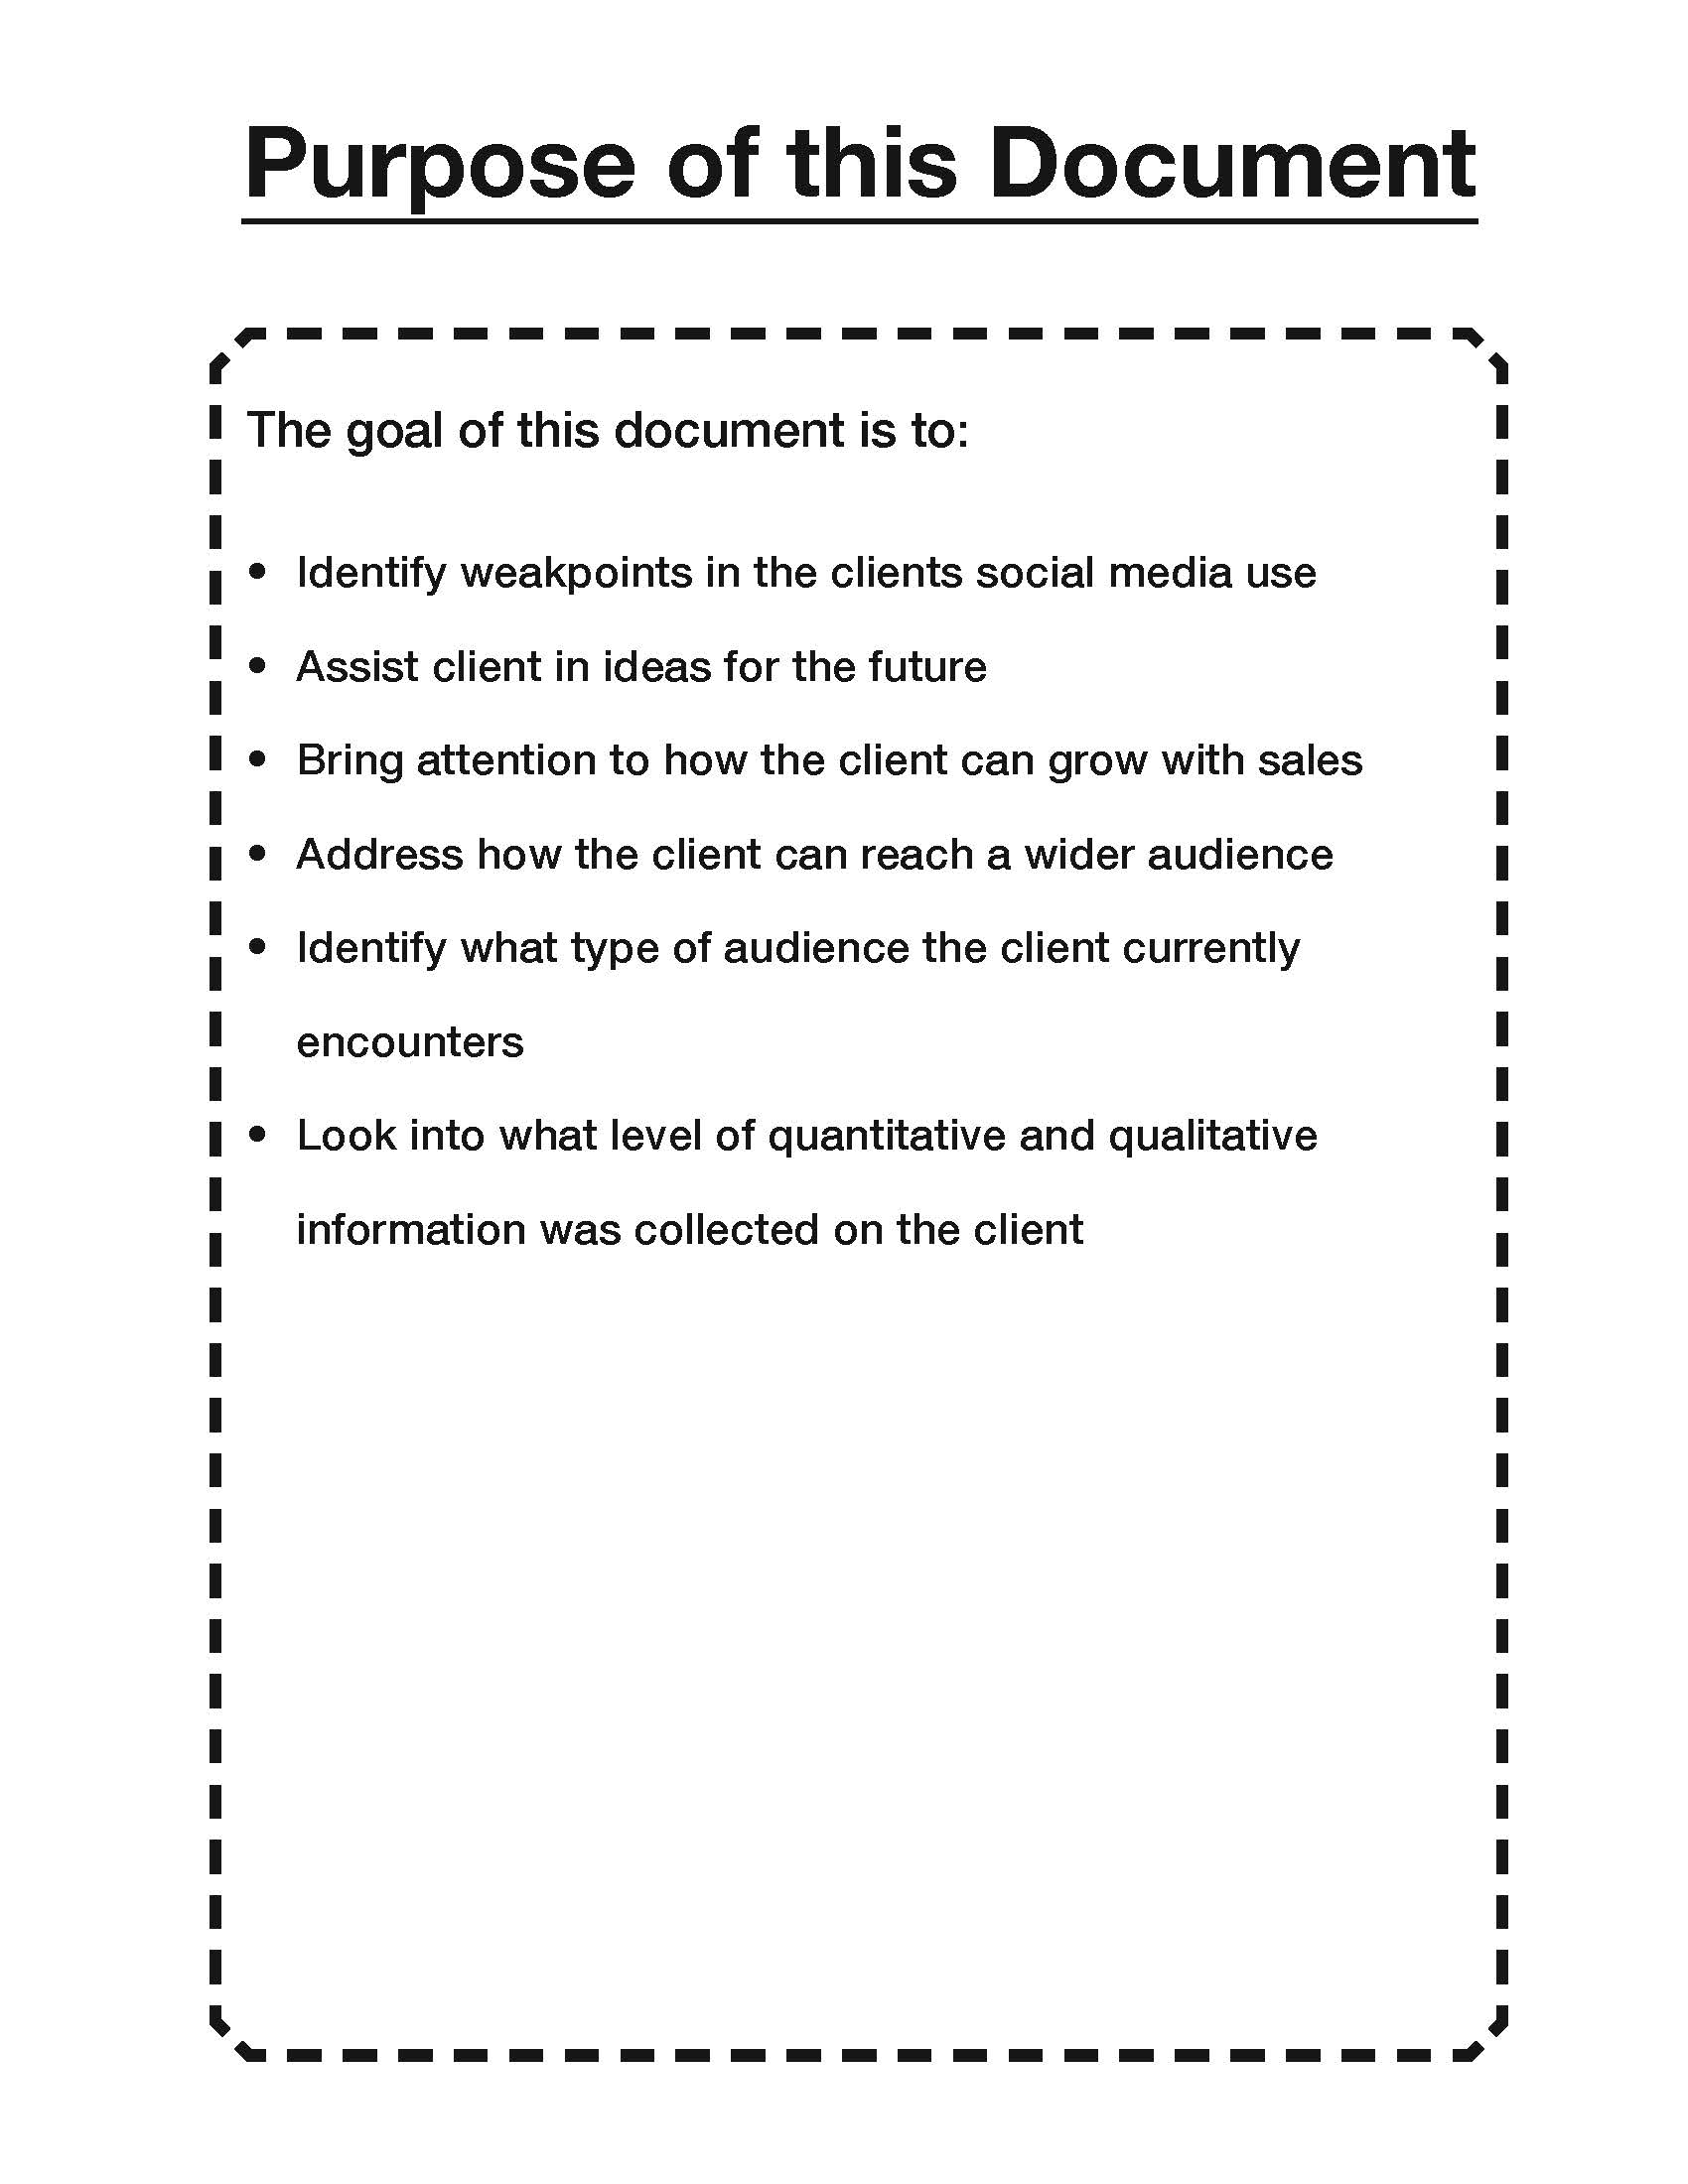 Purpose of this Document
The goal of this document is to:
• Identify weakpoints in the clients social media use
• Assist client in ideas for the future
• Bring attention to how the client can grow with sales
• Address how the client can reach a wider audience
• Identify what type of audience the client currently
encounters
• Look into what level of quantitative and qualitative
information was collected on the client